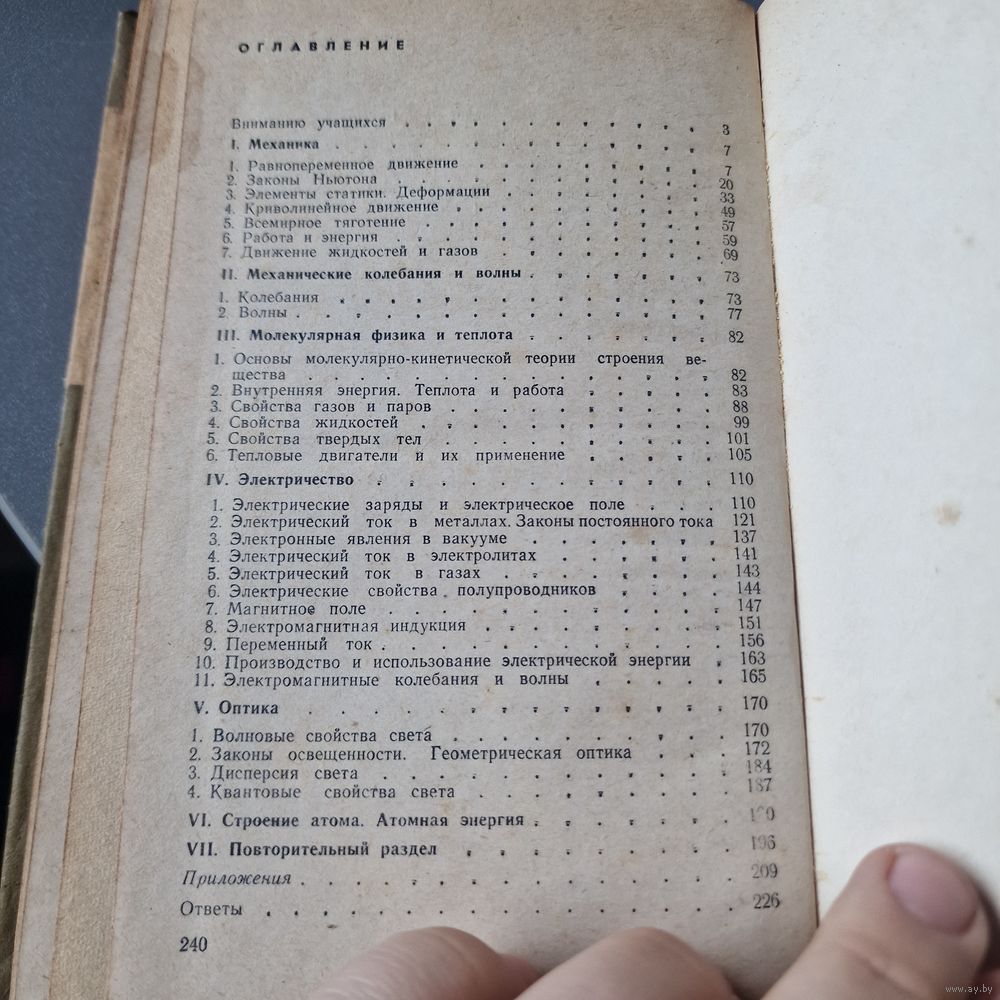 ОГЛАВЛЕНИЕ
Вниманию учащихся . . . . . . . . . . . . . 3
I. Механика . . . . . . . . . . . . . . . 7
1. Равнопеременное движение . . . . . . . . . . 7
2. Законы Ньютона . . . . . . . . . . . . . 20
3. Элементы статики. Деформации . . . . . . . . . 33
4. Криволинейное движение . . . . . . . . . . . 49
5. Всемирное тяготение . . . . . . . . . . . . 57
6. Работа и энергия . . . . . . . . . . . . . 59
7. Движение жидкостей и газов . . . . . . . . . . 69
II. Механические колебания и волны . . . . . . . . 73
1. Колебания . . . . . . . . . . . . . . . 73
2. Волны . . . . . . . . . . . . . . . . 77
III. Молекулярная физика и теплота . . . . . . . . 82
1. Основы молекулярно-кинетической теории строения ве-
щества . . . . . . . . . . . . . . . . 82
2. Внутренняя энергия. Теплота и работа . . . . . . 83
3. Свойства газов и паров . . . . . . . . . . . 88
4. Свойства жидкостей . . . . . . . . . . . . 99
5. Свойства твердых тел . . . . . . . . . . . 101
6. Тепловые двигатели и их применение . . . . . . 105
IV. Электричество . . . . . . . . . . . . . 110
1. Электрические заряды и электрическое поле . . . 110
2. Электрический ток в металлах. Законы постоянного тока 121
3. Электронные явления в вакууме . . . . . . . 137
4. Электрический ток в электролитах . . . . . . 141
5. Электрический ток в газах . . . . . . . . 143
6. Электрические свойства полупроводников . . . . 144
7. Магнитное поле . . . . . . . . . . . . 147
8. Электромагнитная индукция . . . . . . . . . 151
9. Переменный ток . . . . . . . . . . . . 156
10. Производство и использование электрической энергии . 163
11. Электромагнитные колебания и волны . . . . . 165
V. Оптика . . . . . . . . . . . . . . . 170
1. Волновые свойства света . . . . . . . . . . 170
2. Законы освещенности. Геометрическая оптика . . . . 172
3. Дисперсия света . . . . . . . . . . . . . 184
4. Квантовые свойства света . . . . . . . . . 187
VI. Строение атома. Атомная энергия . . . . . . . .
VII. Повторительный раздел . . . . . . . . . .
Приложения . . . . . . . . . . . . . . 209
Ответы . . . . . . . . . . . . . . . . 226
240
www.ay.by